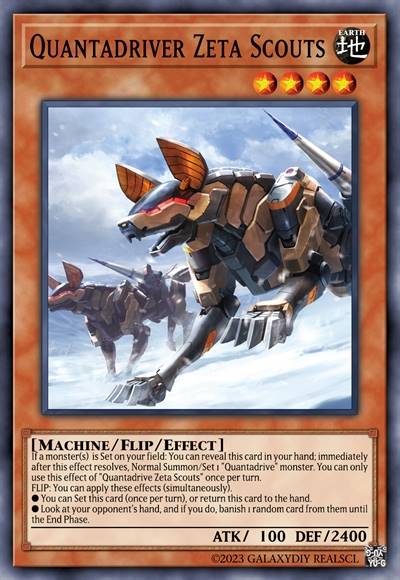 QUANTADRIVER ZETA SCOUTS
EARTH
地
[MACHINE/FLIP/EFFECT]
If a monster(s) is Set on your field: You can reveal this card in your hand; immediately
after this effect resolves, Normal Summon/Set 1 "Quantadrive" monster. You can only
use this effect of "Quantadrive Zeta Scouts" once per turn.
FLIP: You can apply these effects (simultaneously).
● You can Set this card (once per turn), or return this card to the hand.
● Look at your opponent's hand, and if you do, banish 1 random card from them until
the End Phase.
ATK/ 100 DEF/2400
©2023 GALAXYDIY REALSCL